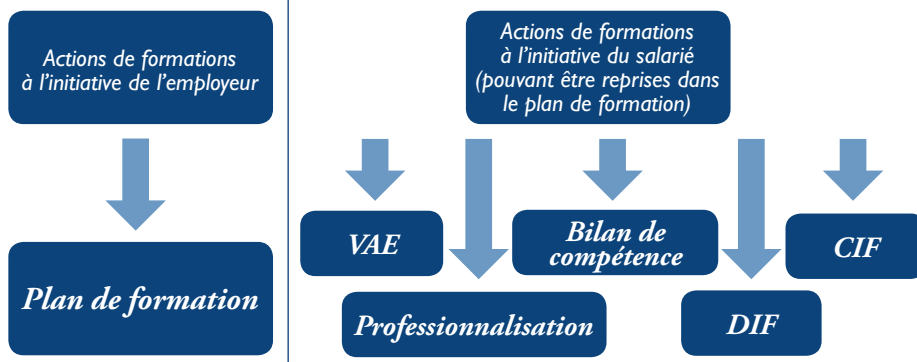 Actions de formations
à l'initiative de l'employeur
Plan de formation
Actions de formations
à l'initiative du salarié
(pouvant être reprises dans
le plan de formation)
VAE
Bilan de
compétence
CIF
Professionnalisation
DIF